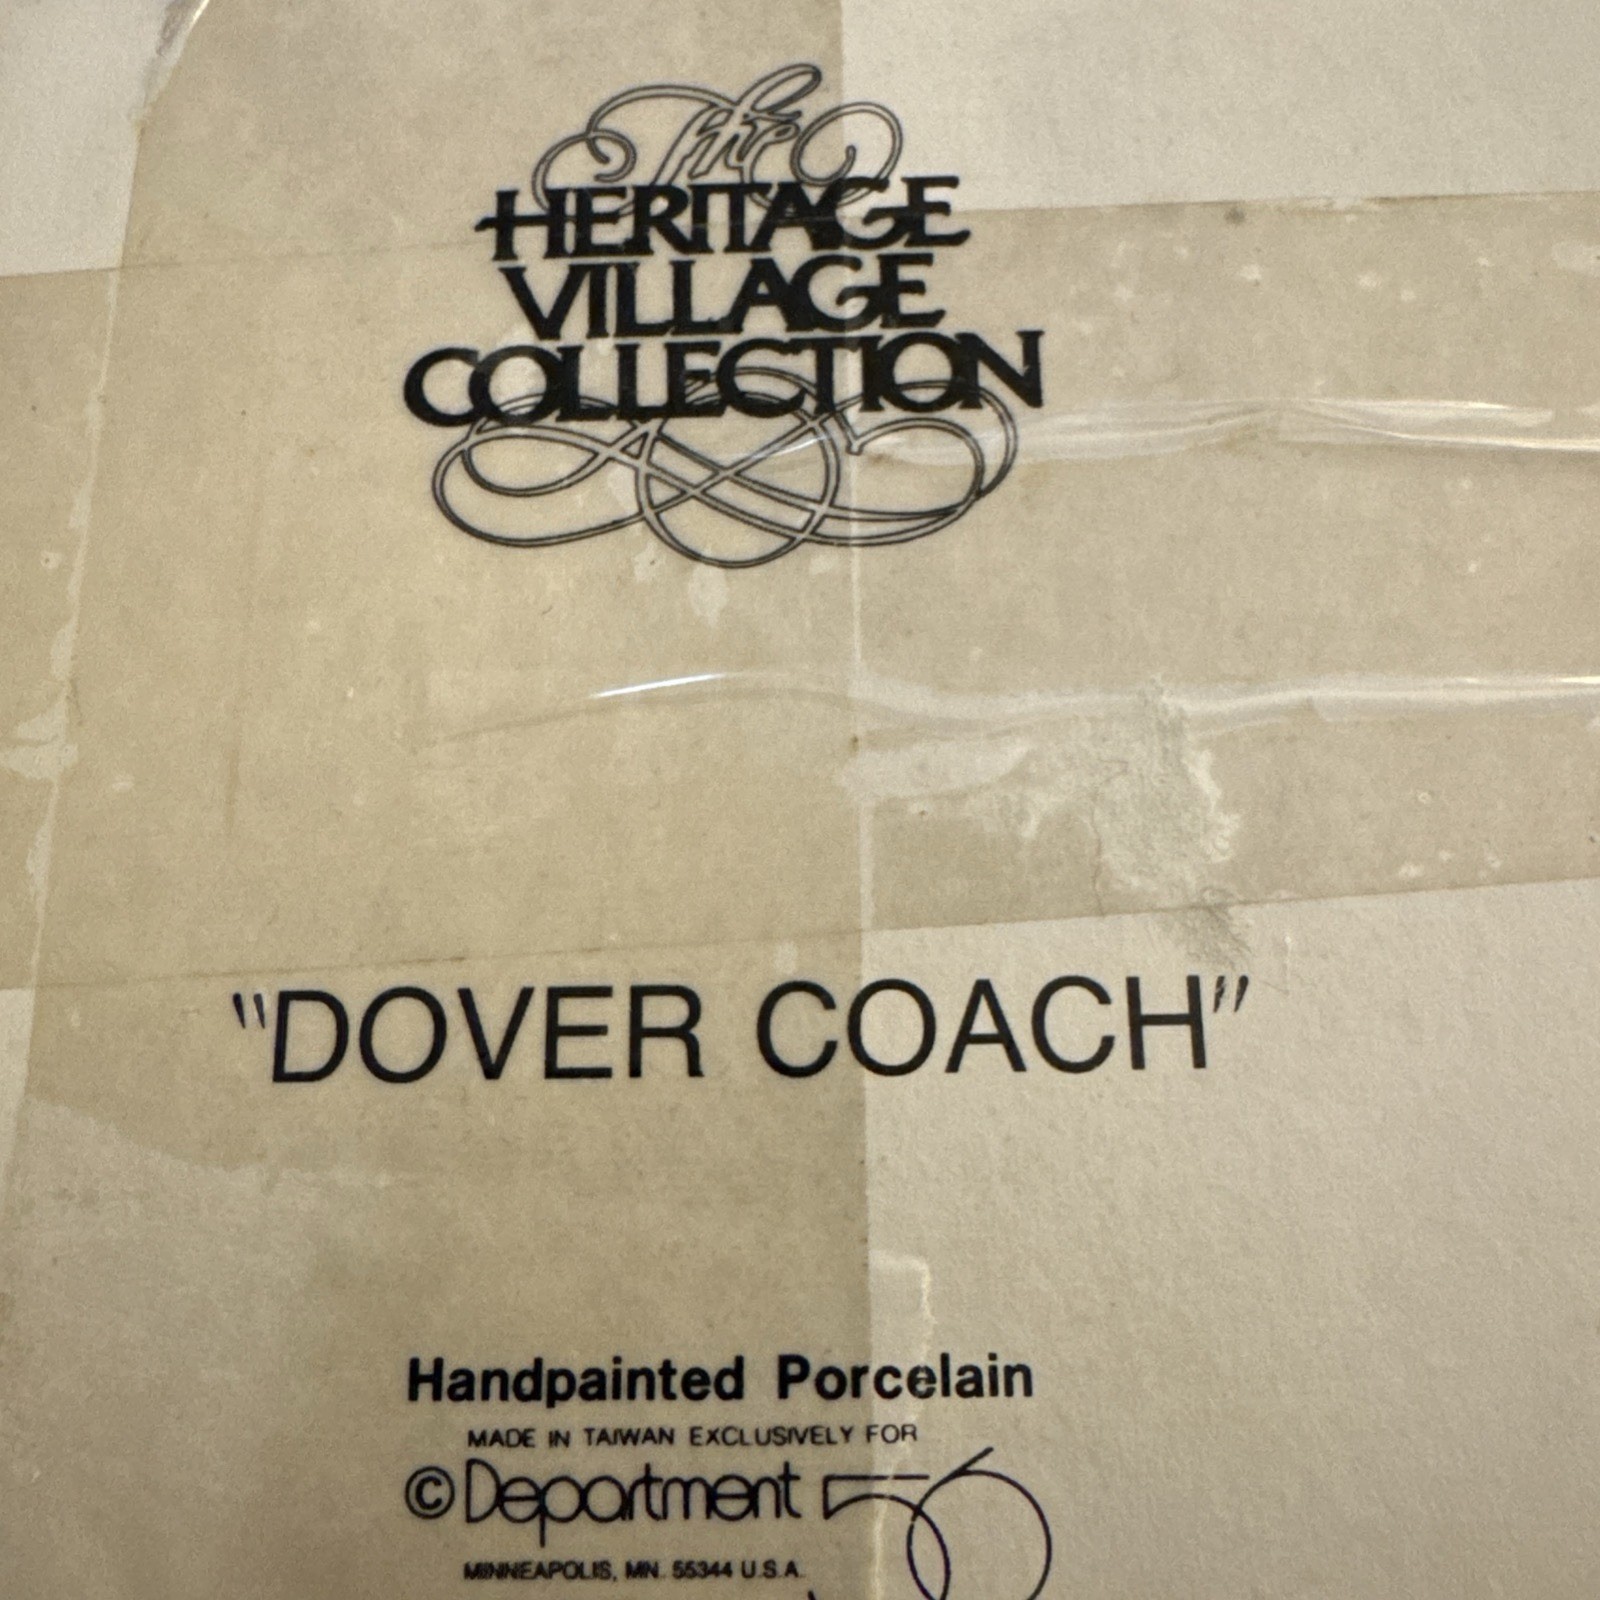 The
HERITAGE
VILLAGE
COLLECTION
"DOVER COACH"
Handpainted Porcelain
MADE IN TAIWAN EXCLUSIVELY FOR
©Department 56
MINNEAPOLIS, MN. 55344 U.S.A.